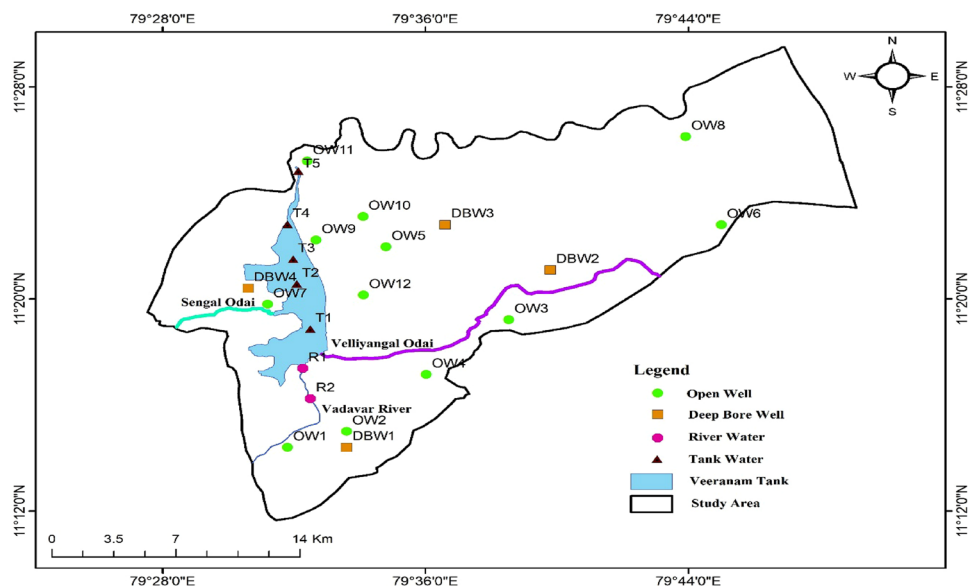 79°28'0"E 79°36'0"E 79°44'0"E
N
W E
S
11°28'0"N 11°28'0"N
OW8
OW11
T5
OW10
T4
DBW3
OW6
OW9
OW5
T3
DBW2
T2
DBW4
OW12
OW7
11°20'0"N 11°20'0"N
Sengal Odai
OW3
T1
Velliyangal Odai
R1
OW4
Legend
R2
Open Well
Vadavar River
Deep Bore Well
OW2
OW1
DBW1
River Water
Tank Water
Veeranam Tank
Study Area
11°12'0"N 11°12'0"N
0 3.5 7 14 Km
79°28'0"E 79°36'0"E 79°44'0"E